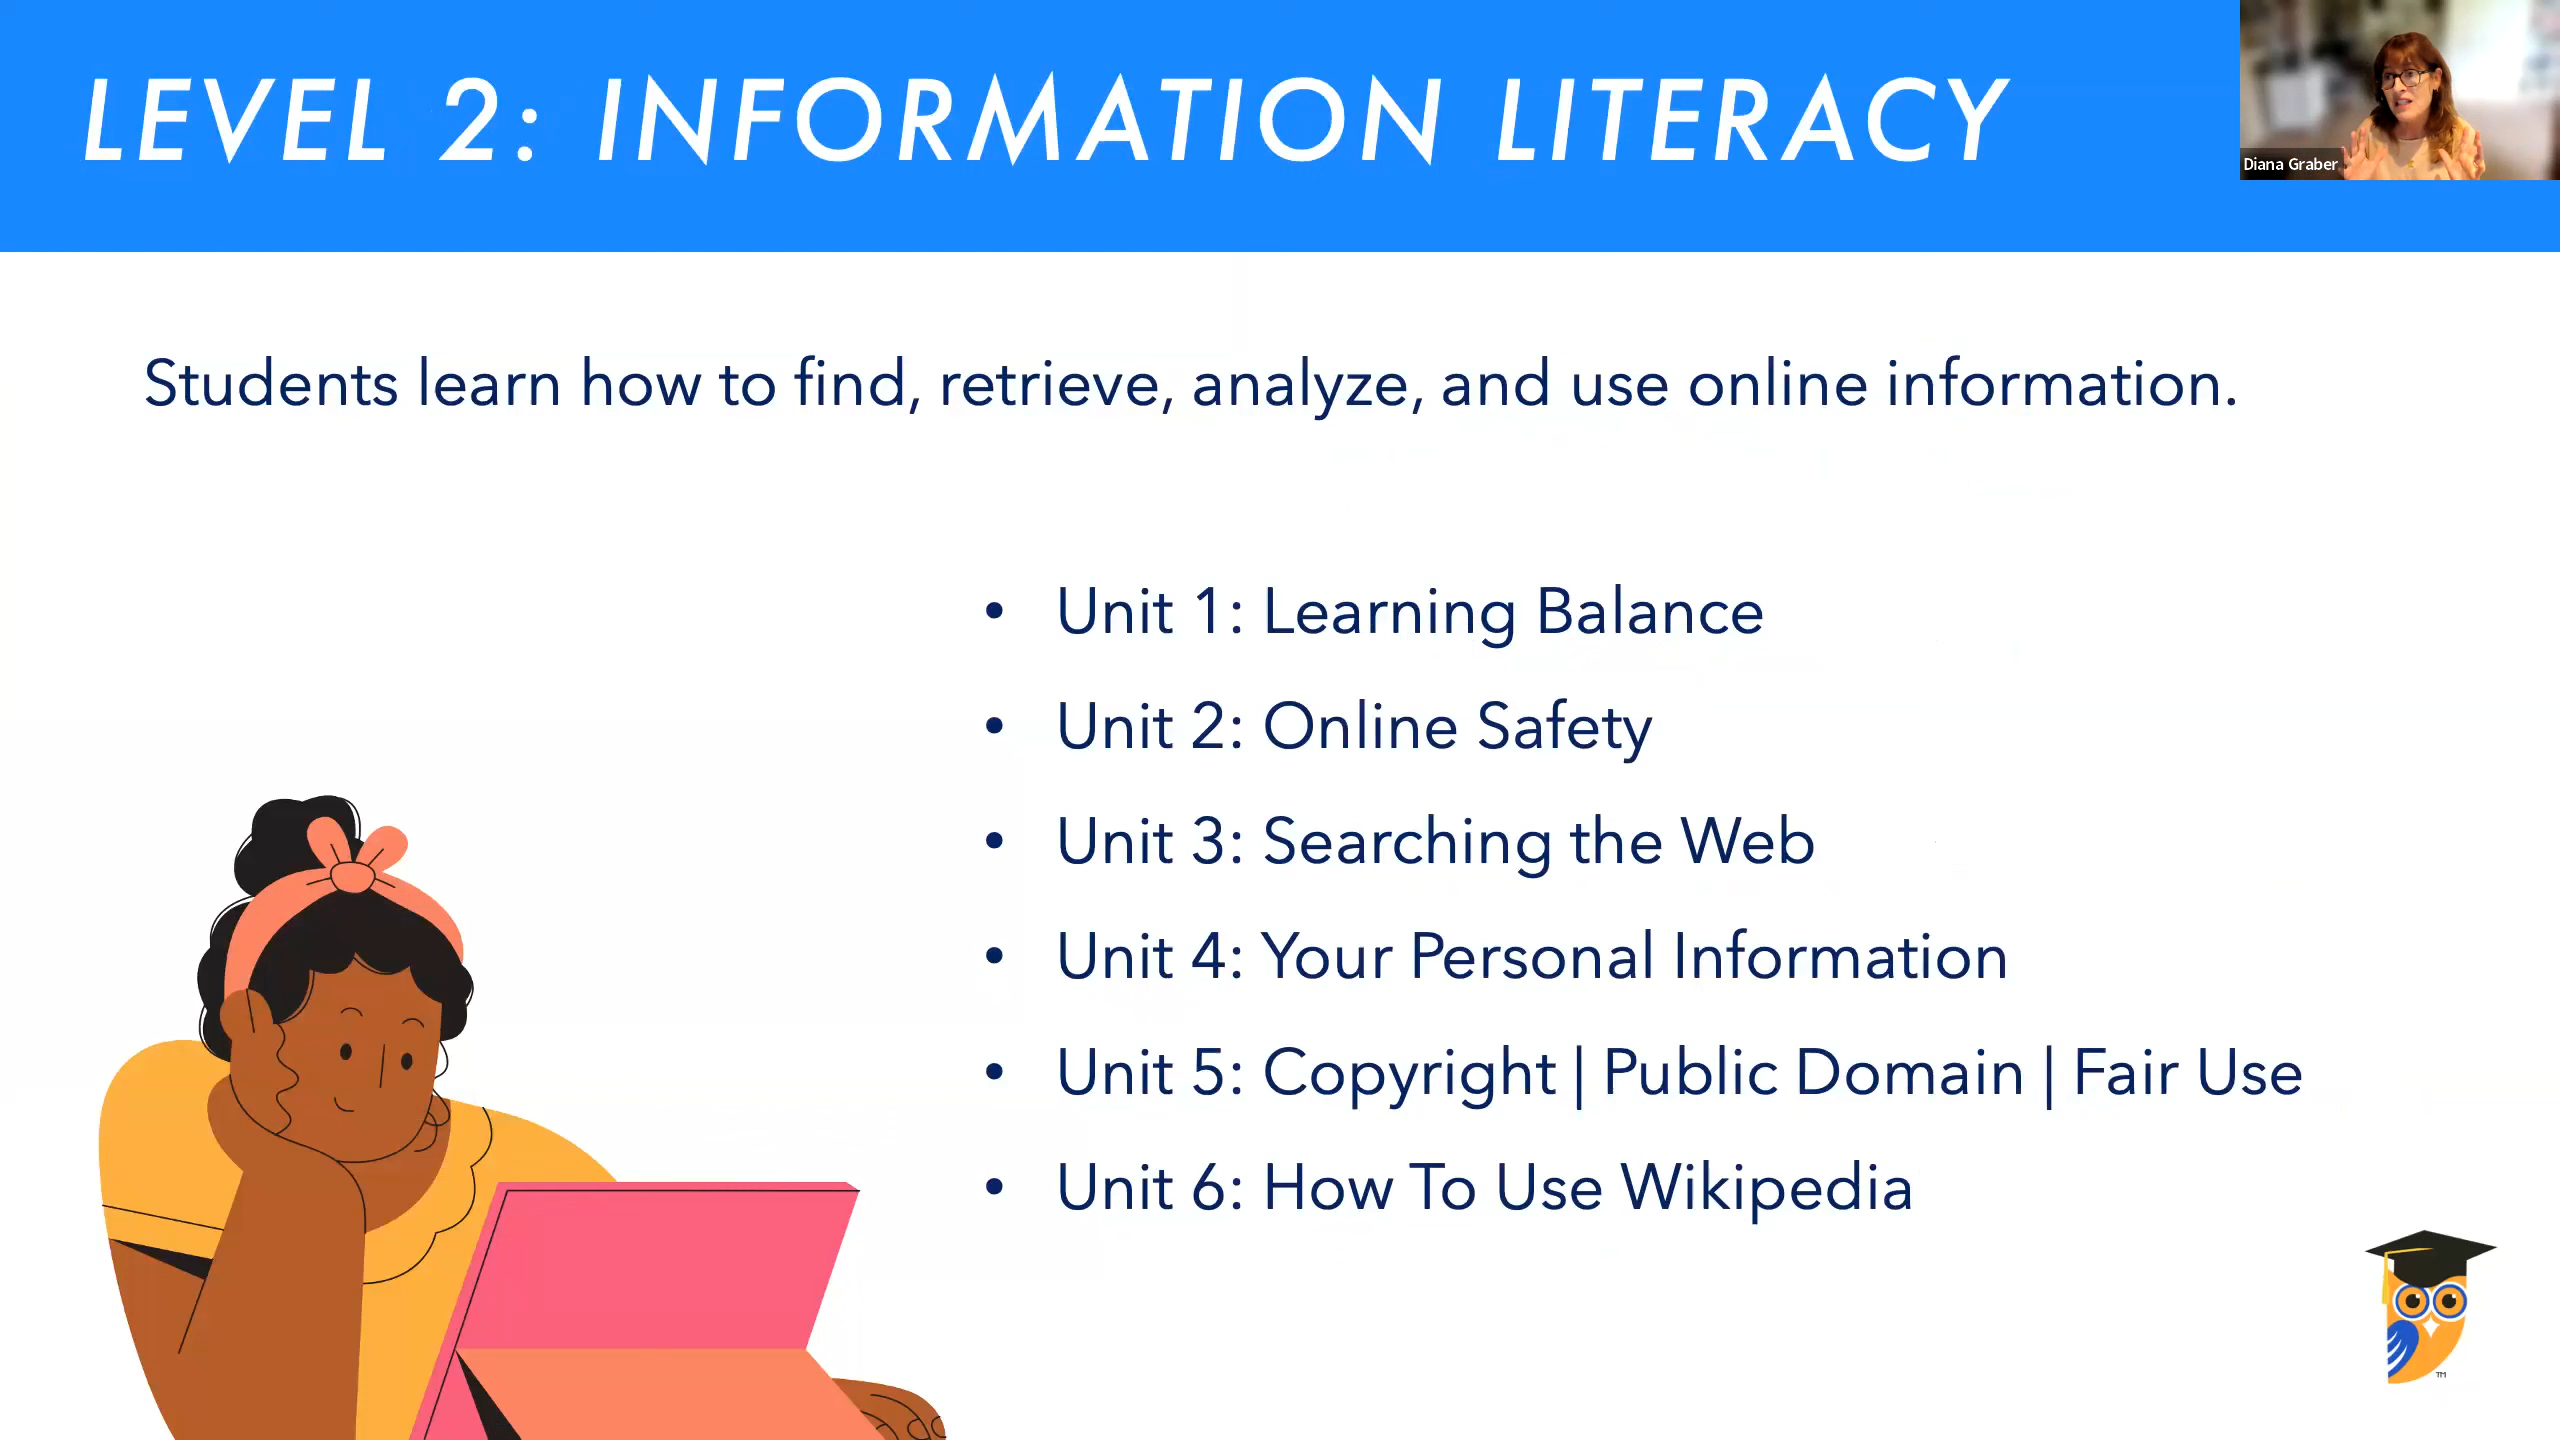 LEVEL 2: INFORMATION LITERACY
Diana Graber
Students learn how to find, retrieve, analyze, and use online information.
• Unit 1: Learning Balance
• Unit 2: Online Safety
• Unit 3: Searching the Web
• Unit 4: Your Personal Information
• Unit 5: Copyright | Public Domain | Fair Use
• Unit 6: How To Use Wikipedia
TM